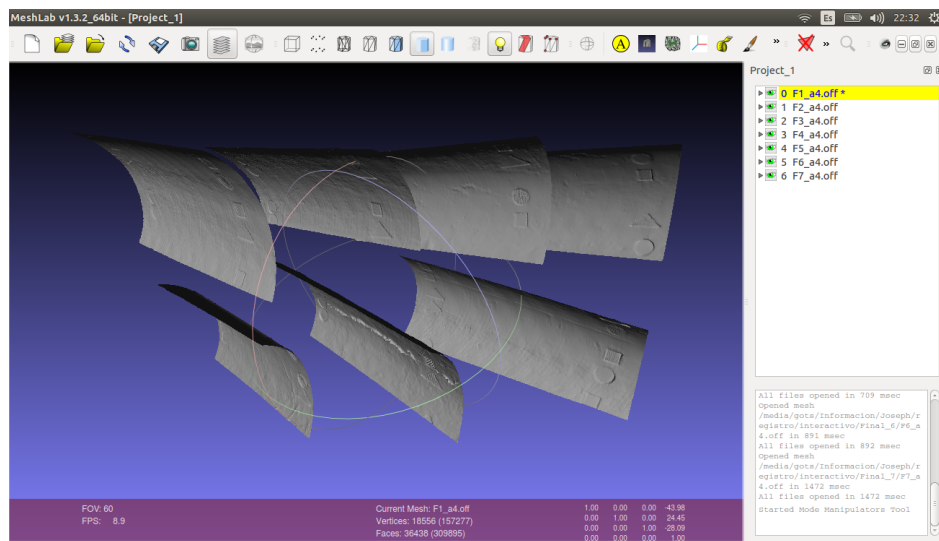 MeshLab v1.3.2_64bit - [Project_1]
Es
22:32
A
»
»
Project_1
0 F1_a4.off *
1 F2_a4.off
2 F3_a4.off
3 F4_a4.off
4 F5_a4.off
5 F6_a4.off
6 F7_a4.off
All files opened in 709 msec
Opened mesh
/media/gots/Informacion/Joseph/r
egistro/interactivo/Final_6/F6_a
4.off in 891 msec
All files opened in 892 msec
Opened mesh
/media/gots/Informacion/Joseph/r
egistro/interactivo/Final_7/F7_a
4.off in 1472 msec
All files opened in 1472 msec
Started Mode Manipulators Tool
FOV: 60
FPS: 8.9
Current Mesh: F1_a4.off
Vertices: 18556 (157277)
Faces: 36438 (309895)
1.00 0.00 0.00 -43.98
0.00 1.00 0.00 24.45
0.00 0.00 1.00 -28.09
0.00 0.00 0.00 1.00